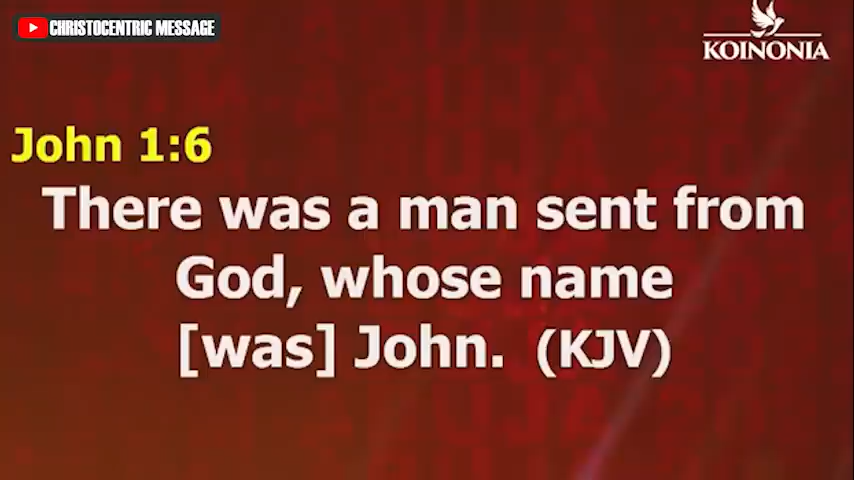 CHRISTOCENTRIC MESSAGE
KOINONIA
John 1:6
There was a man sent from
God, whose name
[was] John. (KJV)